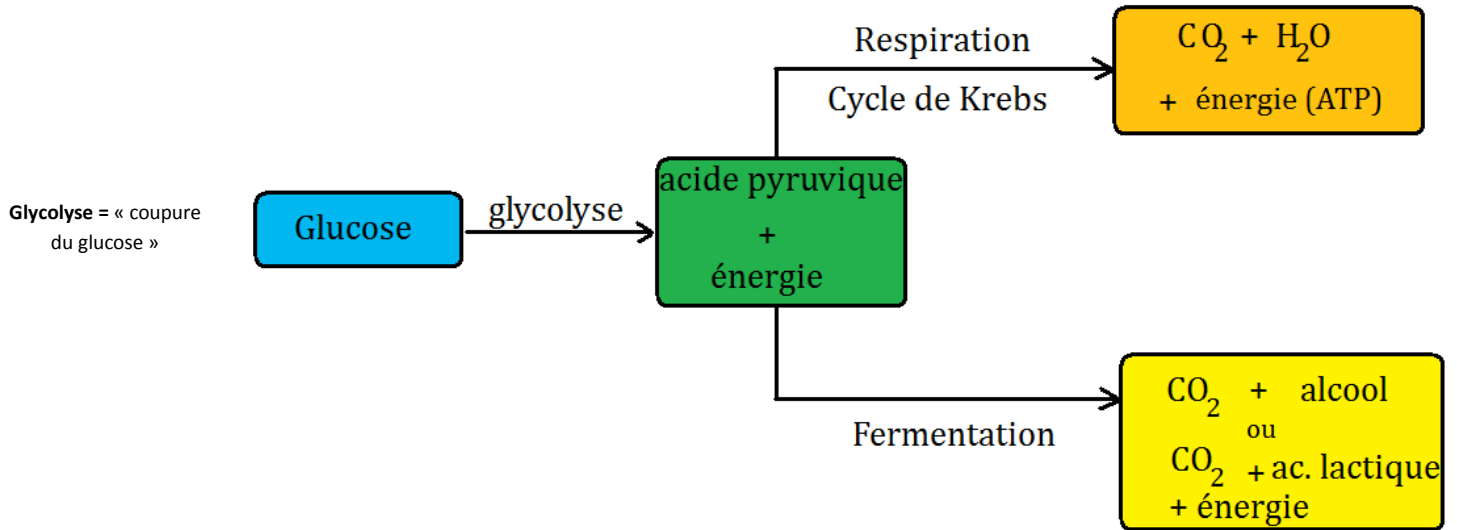 Glycolyse = « coupure
du glucose »
Glucose
glycolyse
acide pyruvique
+
énergie
Respiration
Cycle de Krebs
CO₂ + H₂O
+ énergie (ATP)
Fermentation
CO₂ + alcool
ou
CO₂ + ac. lactique
+ énergie